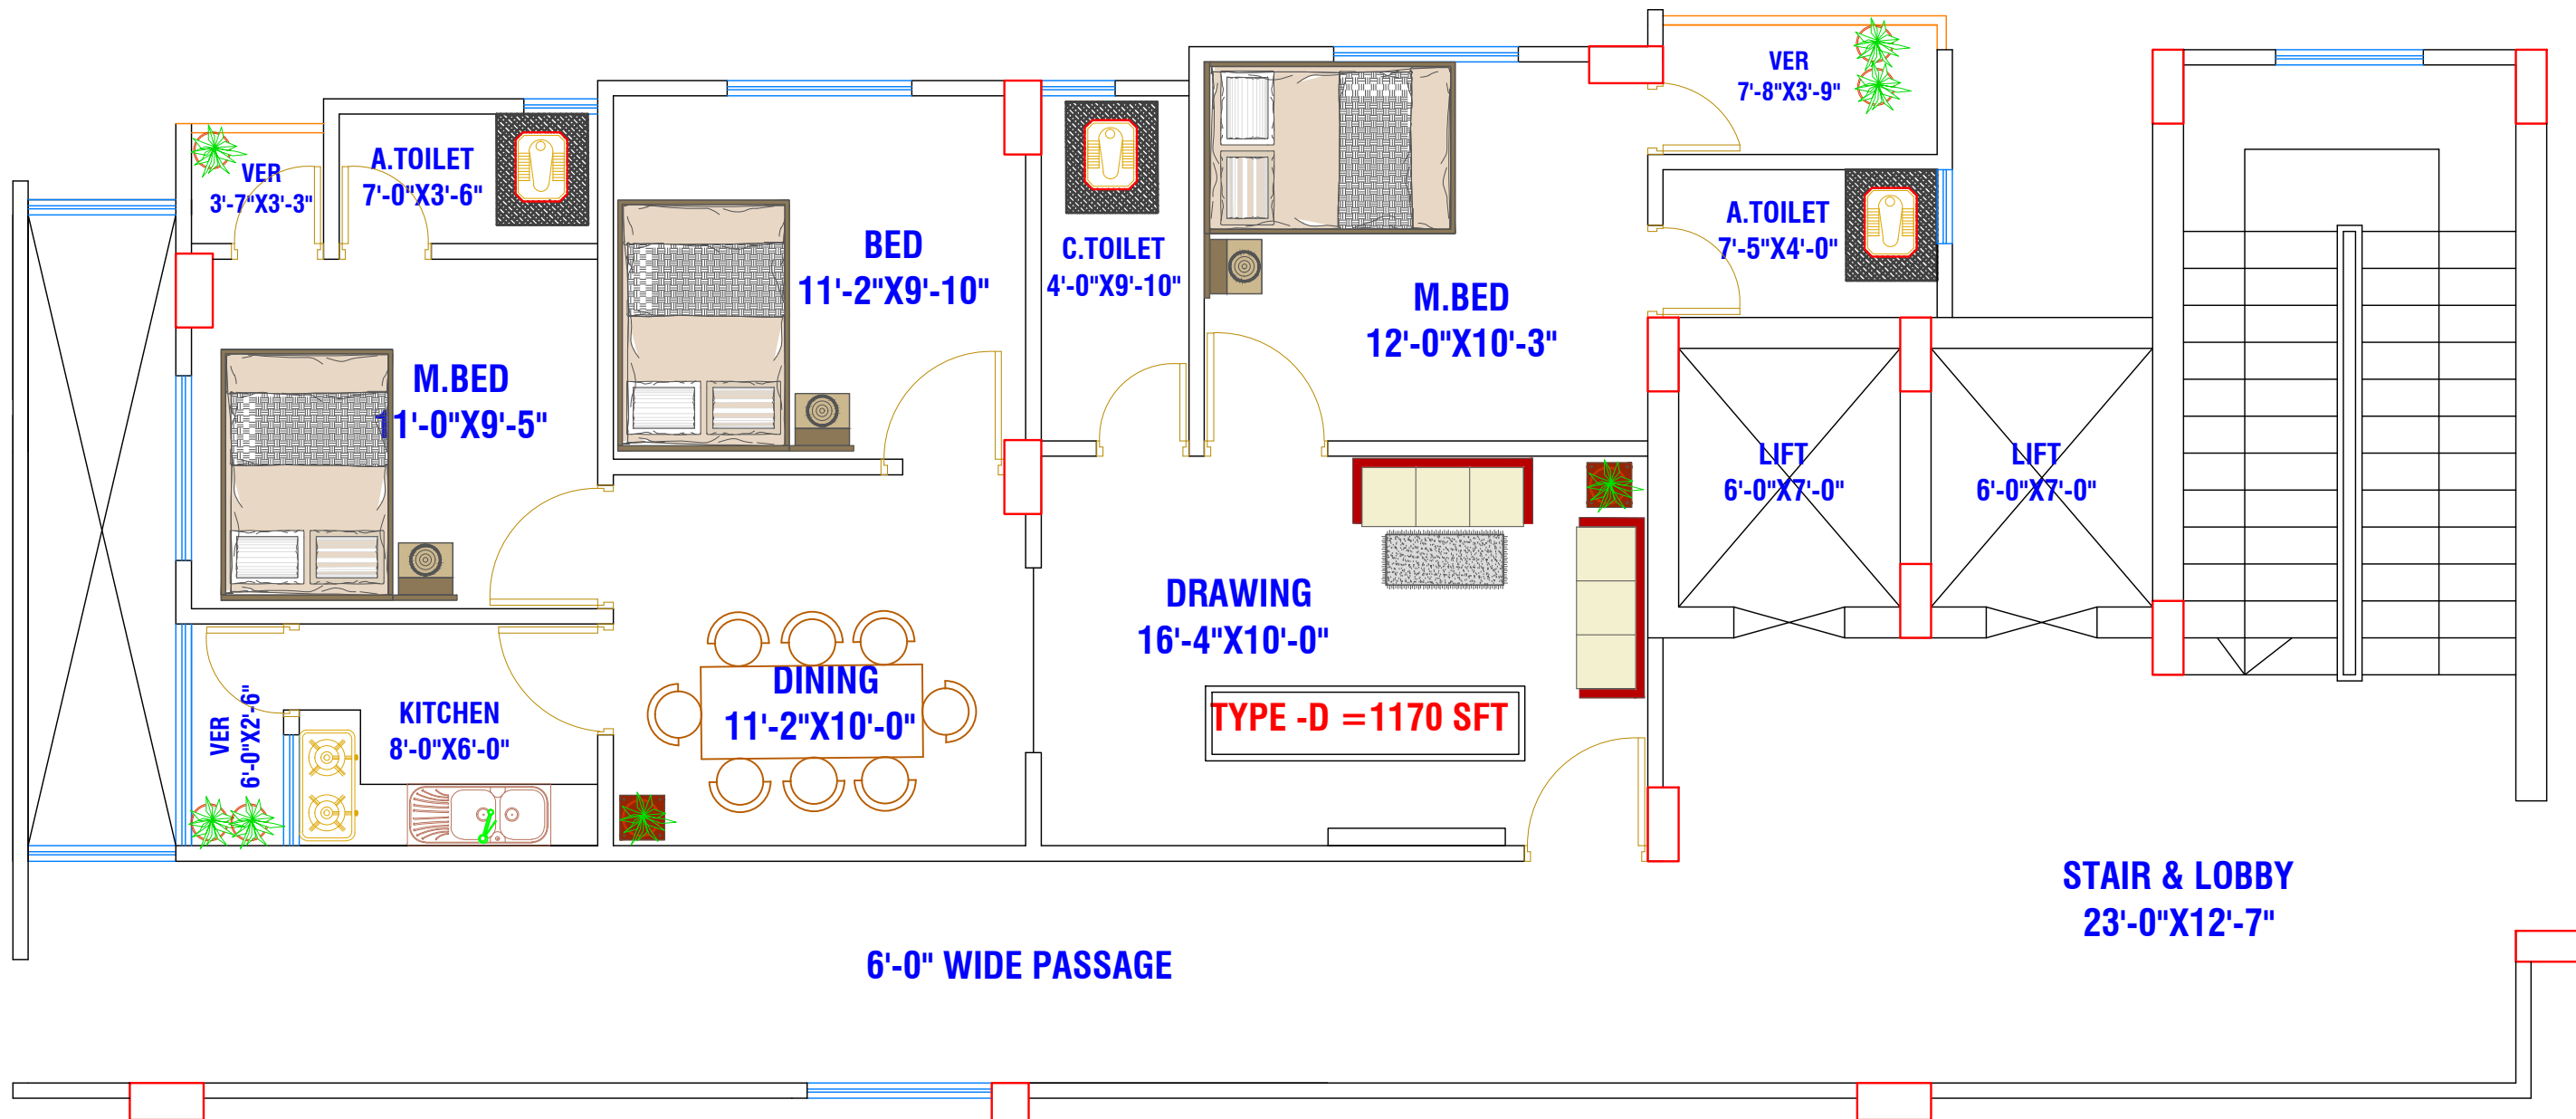 VER
7'-8"X3'-9"
A.TOILET
7'-0"X3'-6"
VER
3'-7"X3'-3"
BED
11'-2"X9'-10"
C.TOILET
4'-0"X9'-10"
A.TOILET
7'-5"X4'-0"
M.BED
12'-0"X10'-3"
M.BED
11'-0"X9'-5"
LIFT
6'-0"X7'-0"
LIFT
6'-0"X7'-0"
DRAWING
16'-4"X10'-0"
DINING
11'-2"X10'-0"
KITCHEN
8'-0"X6'-0"
VER
6'-0"X2'-6"
TYPE -D =1170 SFT
STAIR & LOBBY
23'-0"X12'-7"
6'-0" WIDE PASSAGE